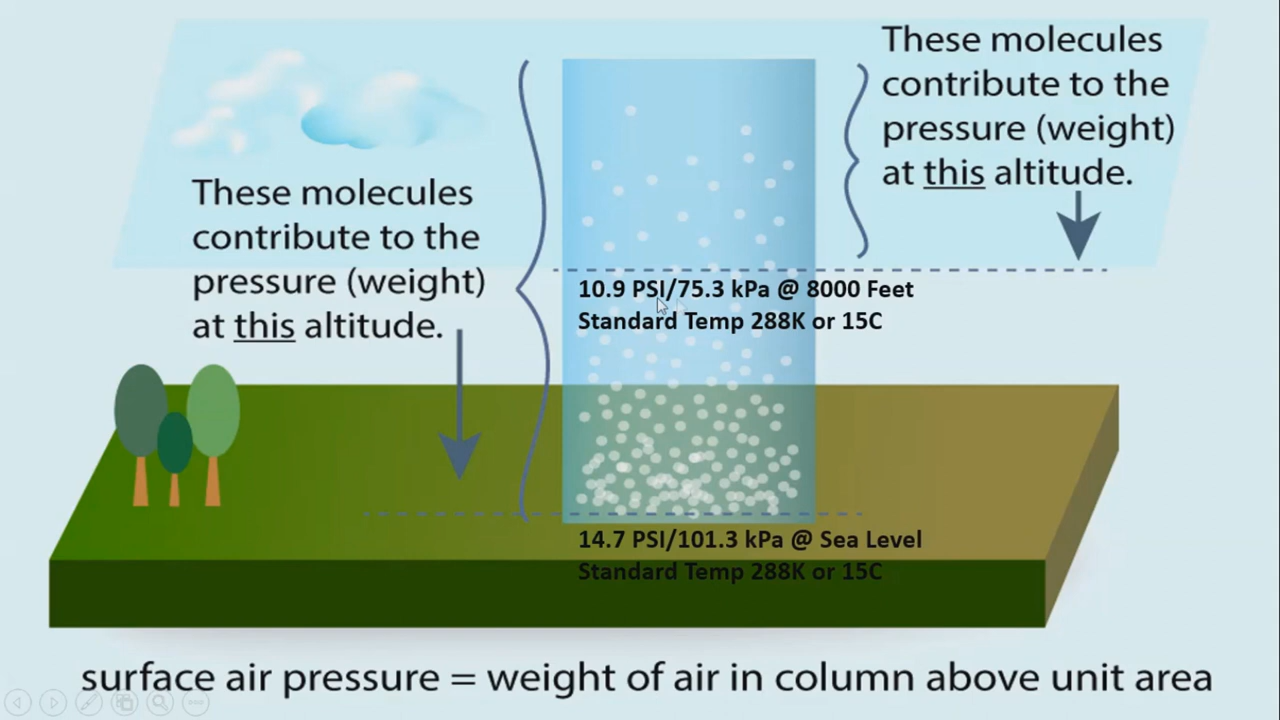 These molecules
contribute to the
pressure (weight)
at this altitude.
These molecules
contribute to the
pressure (weight)
at this altitude.
10.9 PSI/75.3 kPa @ 8000 Feet
Standard Temp 288K or 15C
14.7 PSI/101.3 kPa @ Sea Level
Standard Temp 288K or 15C
surface air pressure = weight of air in column above unit area